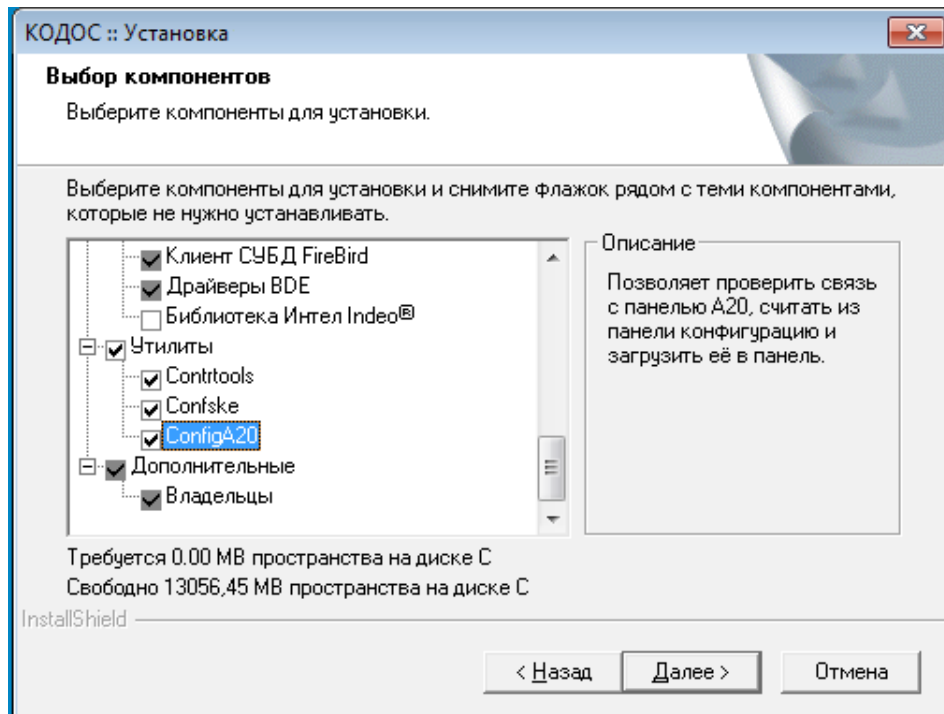 КОДОС :: Установка
Выбор компонентов
Выберите компоненты для установки.
Выберите компоненты для установки и снимите флажок рядом с теми компонентами,
которые не нужно устанавливать.
Клиент СУБД FireBird
Драйверы BDE
Библиотека Интел Indeo®
Утилиты
Contrtools
Confske
ConfigA20
Дополнительные
Владельцы
Описание
Позволяет проверить связь
с панелью А20, считать из
панели конфигурацию и
загрузить её в панель.
Требуется 0.00 MB пространства на диске C
Свободно 13056,45 MB пространства на диске C
InstallShield
< Назад
Далее >
Отмена